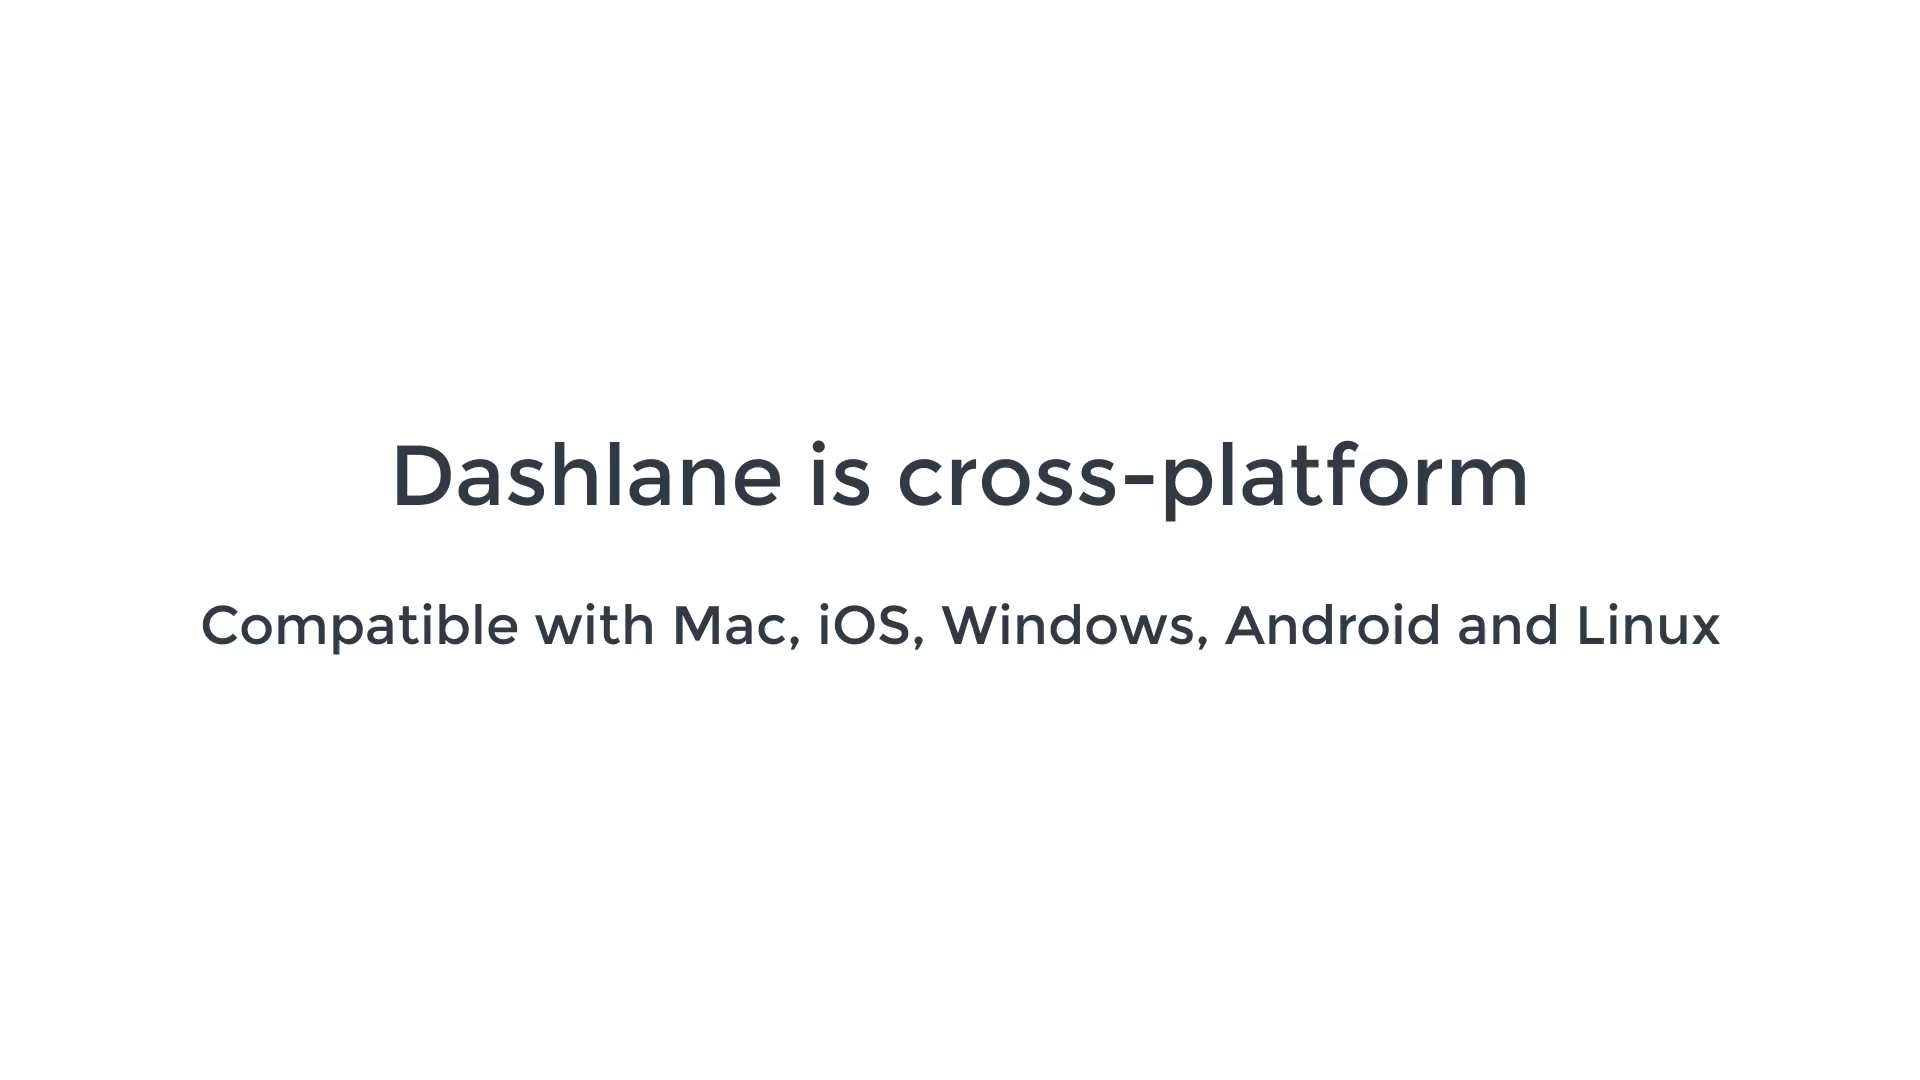 Dashlane is cross-platform
Compatible with Mac, iOS, Windows, Android and Linux